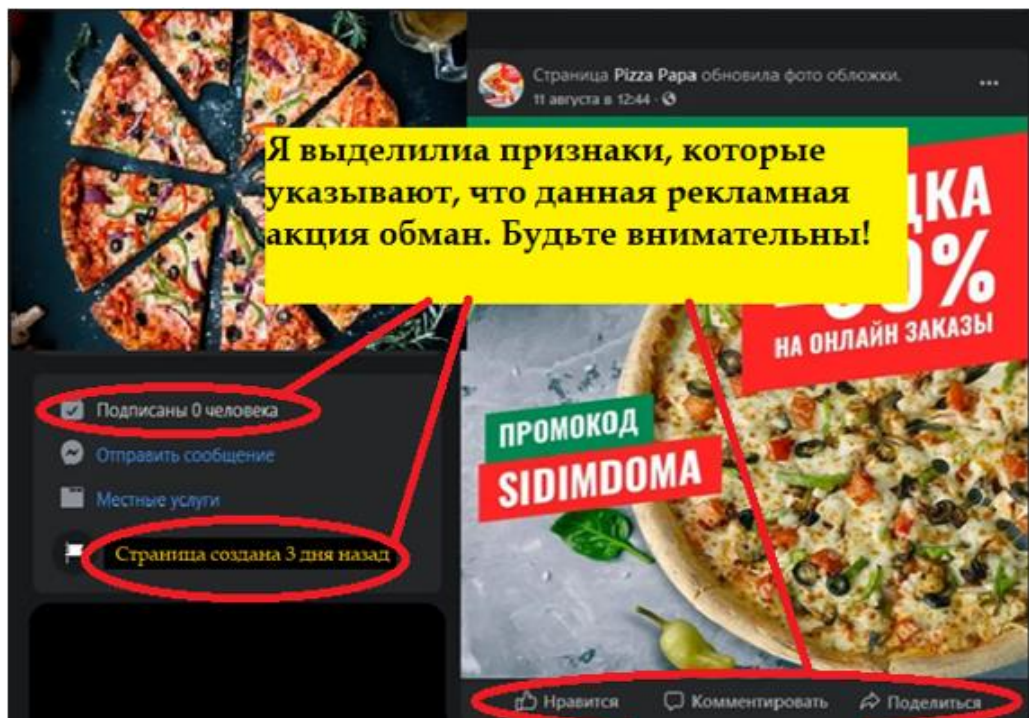 Страница Pizza Papa обновила фото обложки.
11 августа в 12:44 ·
Я выделилиа признаки, которые
указывают, что данная рекламная
акция обман. Будьте внимательны!
НА ОНЛАЙН ЗАКАЗЫ
Подписаны 0 человека
Отправить сообщение
Местные услуги
Страница создана 3 дня назад
ПРОМОКОД
SIDIMDOMA
Нравится
Комментировать
Поделиться